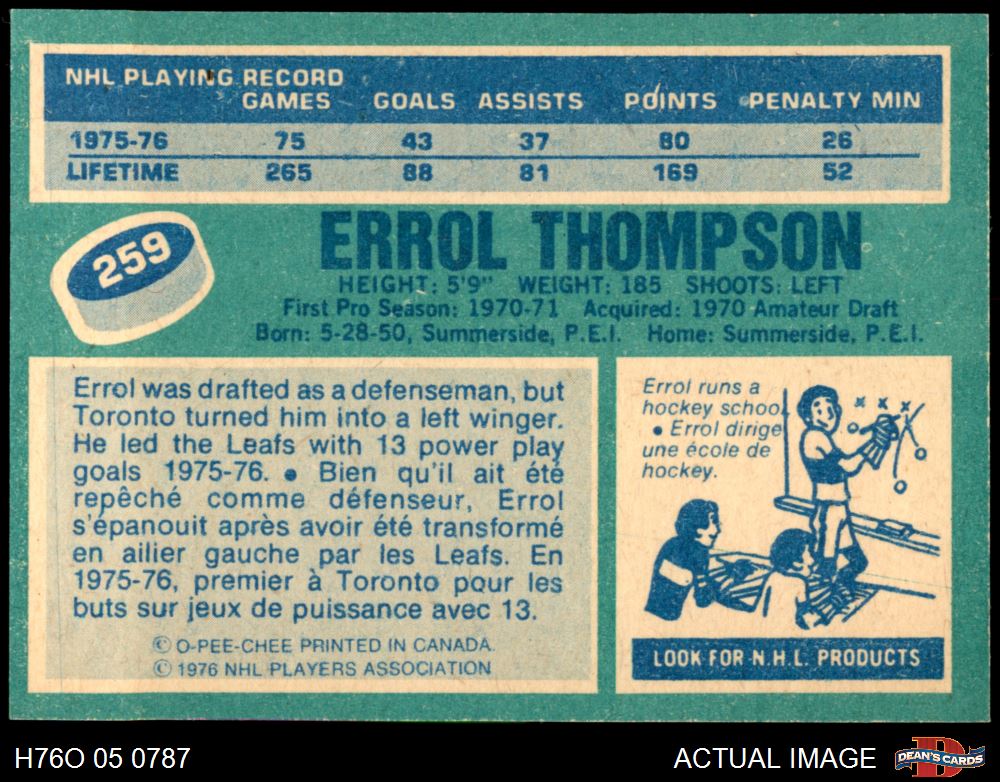 NHL PLAYING RECORD
GAMES GOALS ASSISTS POINTS PENALTY MIN
1975-76 75 43 37 80 26
LIFETIME 265 88 81 169 52
259
ERROL THOMPSON
HEIGHT: 5'9" WEIGHT: 185 SHOOTS: LEFT
First Pro Season: 1970-71 Acquired: 1970 Amateur Draft
Born: 5-28-50, Summerside, P.E.I. Home: Summerside, P.E.I.
Errol was drafted as a defenseman, but
Toronto turned him into a left winger.
He led the Leafs with 13 power play
goals 1975-76. • Bien qu'il ait été
repêché comme défenseur, Errol
s'épanouit après avoir été transformé
en ailier gauche par les Leafs. En
1975-76, premier à Toronto pour les
buts sur jeux de puissance avec 13.
© O-PEE-CHEE PRINTED IN CANADA.
© 1976 NHL PLAYERS ASSOCIATION
Errol runs a
hockey school.
• Errol dirige
une école de
hockey.
LOOK FOR N.H.L. PRODUCTS
H76O 05 0787
ACTUAL IMAGE
DEAN'S CARDS